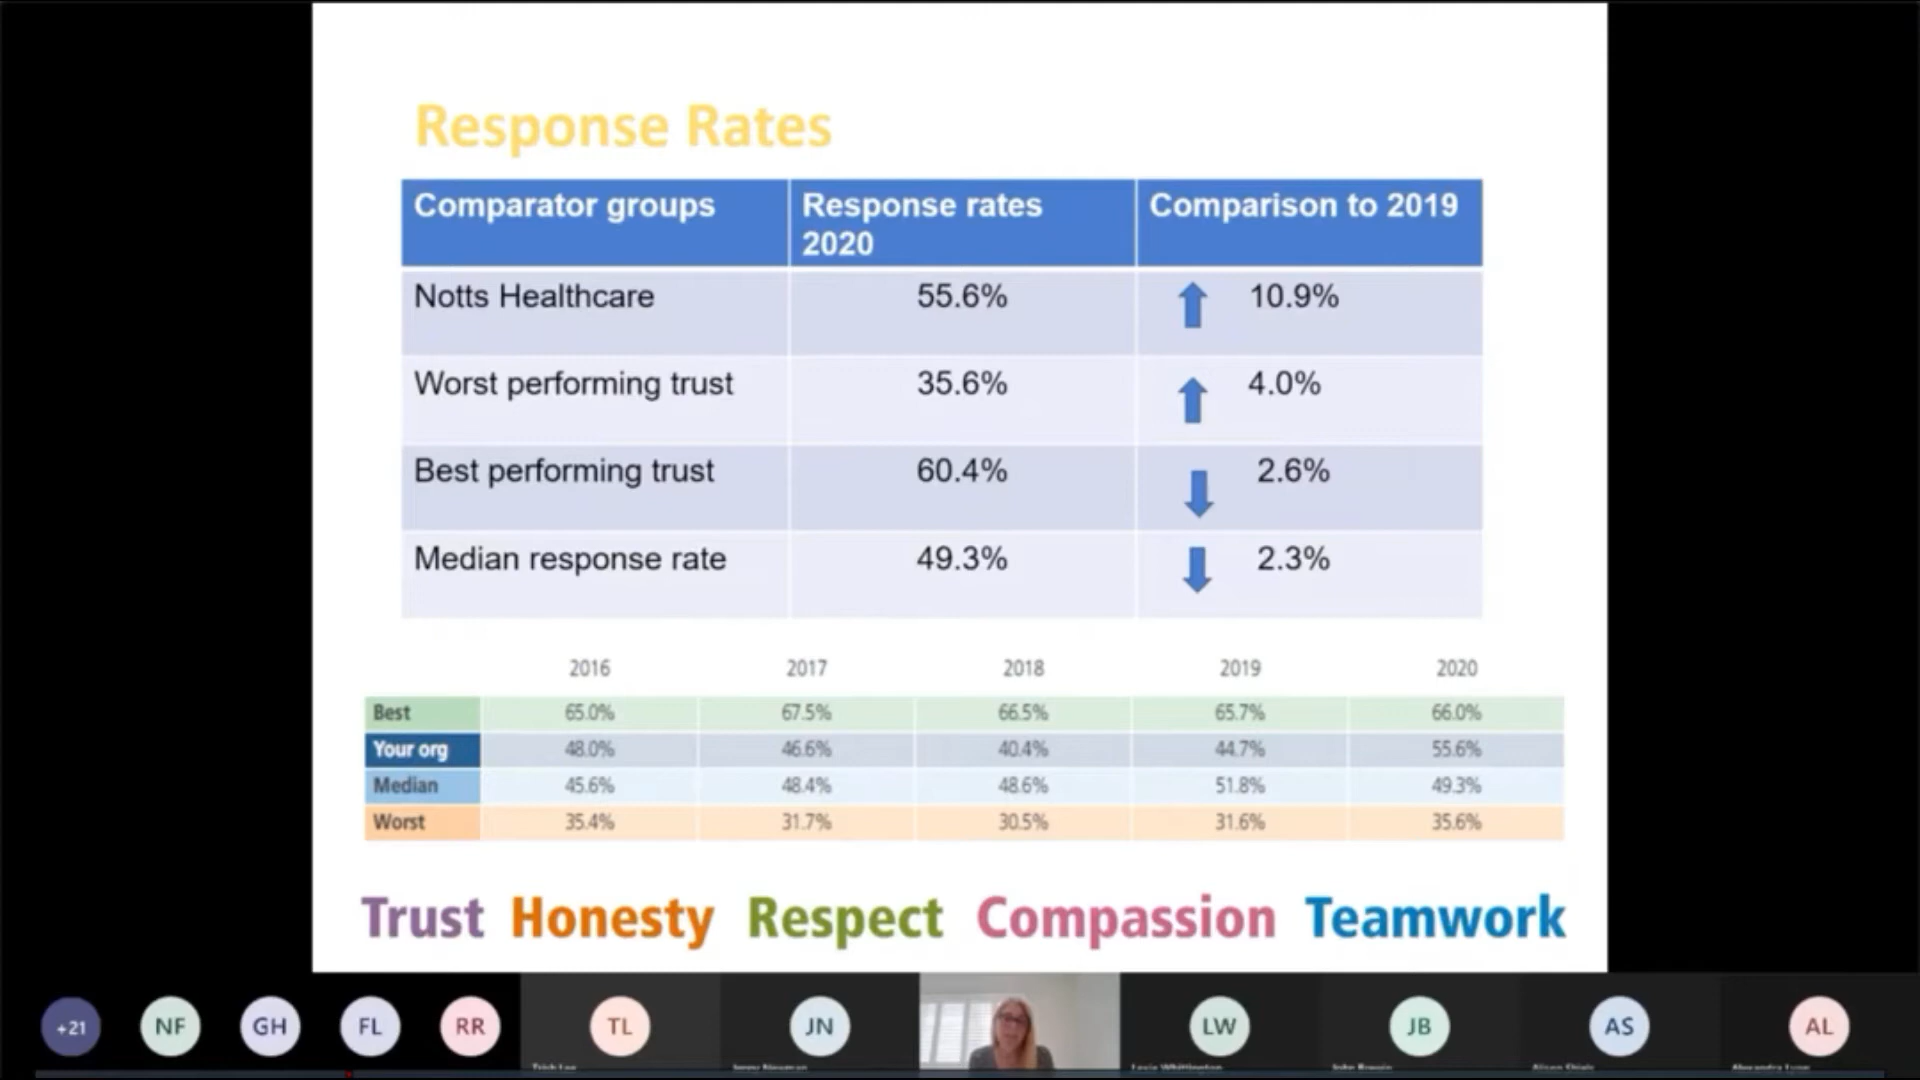 Response Rates
Comparator groups Response rates 2020 Comparison to 2019
Notts Healthcare 55.6% 10.9%
Worst performing trust 35.6% 4.0%
Best performing trust 60.4% 2.6%
Median response rate 49.3% 2.3%
2016 2017 2018 2019 2020
Best 65.0% 67.5% 66.5% 65.7% 66.0%
Your org 48.0% 46.6% 40.4% 44.7% 55.6%
Median 45.6% 48.4% 48.6% 51.8% 49.3%
Worst 35.4% 31.7% 30.5% 31.6% 35.6%
Trust Honesty Respect Compassion Teamwork
+21 NF GH FL RR TL JN LW JB AS AL